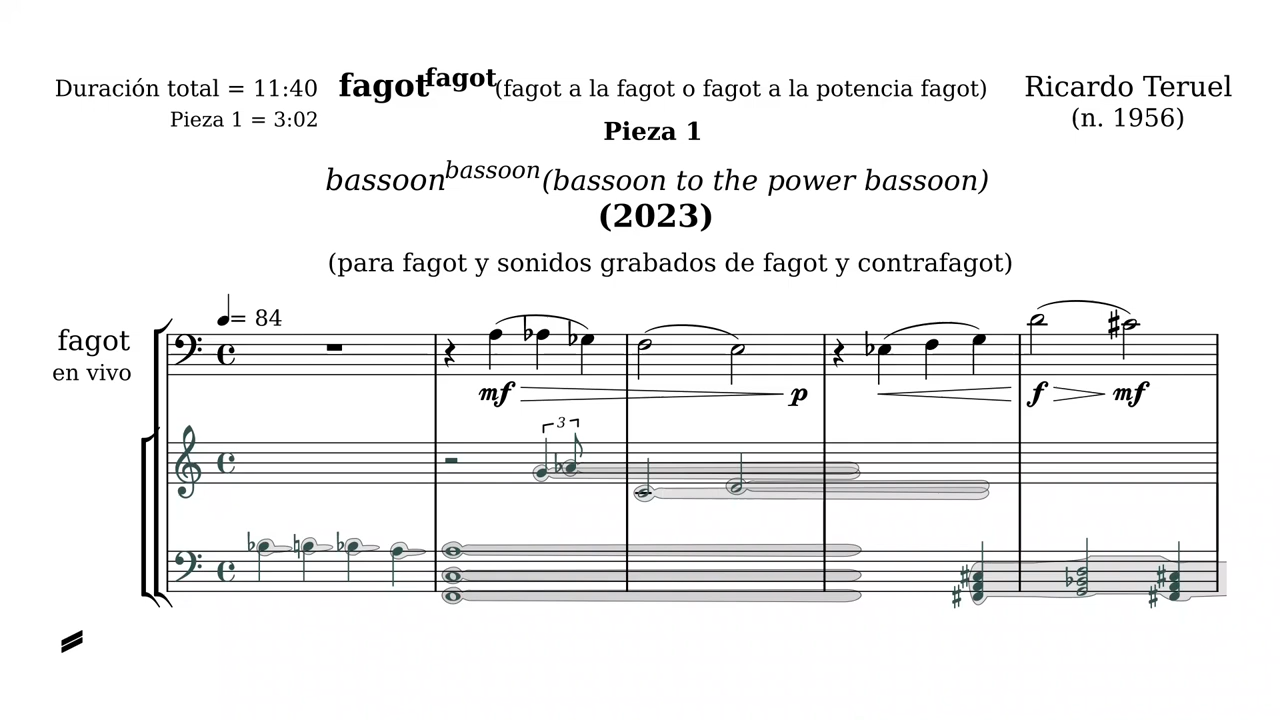 Duración total = 11:40 fagot^fagot (fagot a la fagot o fagot a la potencia fagot) Ricardo Teruel
Pieza 1 = 3:02 (n. 1956)
Pieza 1
bassoon^bassoon (bassoon to the power bassoon)
(2023)
(para fagot y sonidos grabados de fagot y contrafagot)
= 84
fagot
en vivo
mf p f mf
3